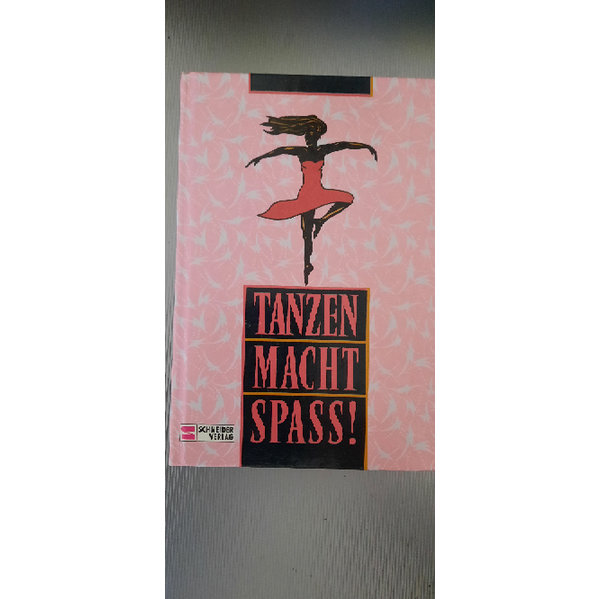 TANZEN
MACHT
SPASS!
SCHNEIDER
VERLAG